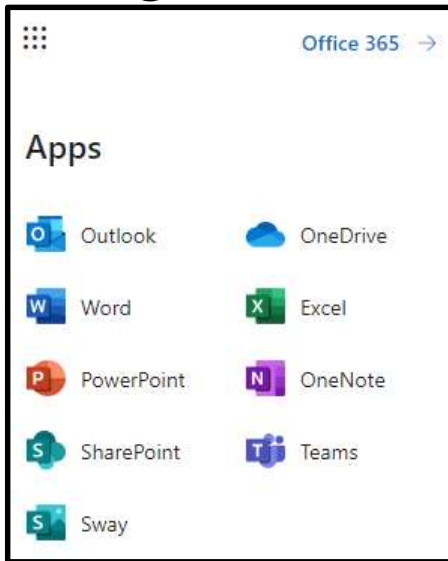 Office 365 →
Apps
Outlook OneDrive
Word Excel
PowerPoint OneNote
SharePoint Teams
Sway